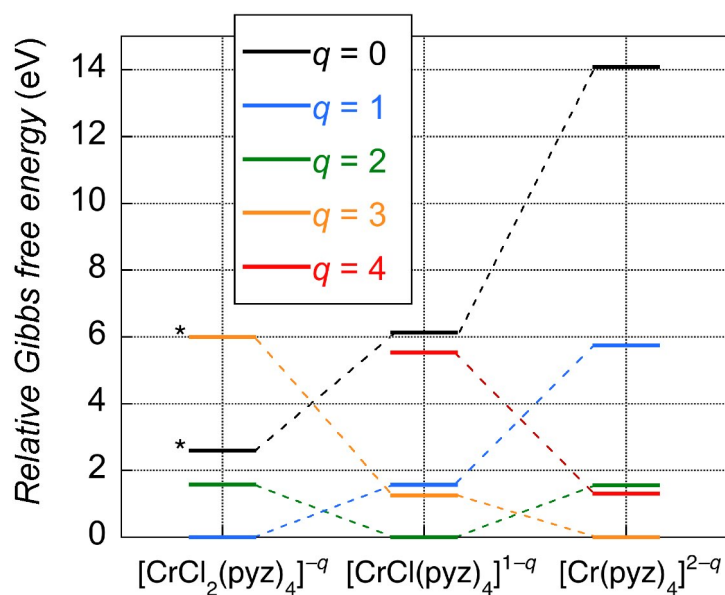 Relative Gibbs free energy (eV)
14
12
10
8
6
4
2
0
q = 0
q = 1
q = 2
q = 3
q = 4
*
*
[CrCl₂(pyz)₄]⁻q [CrCl(pyz)₄]¹⁻q [Cr(pyz)₄]²⁻q